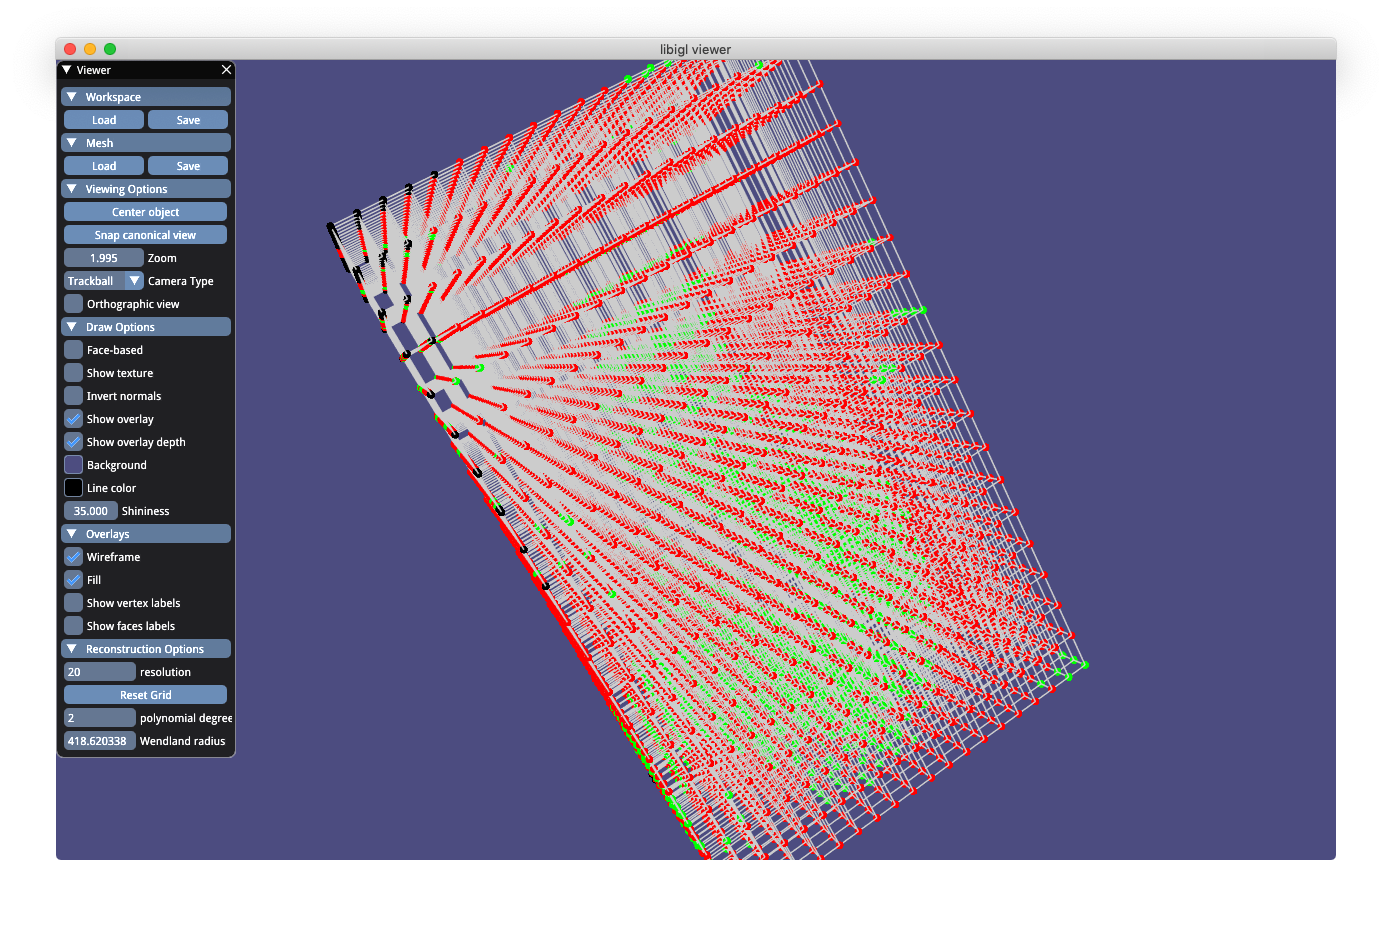 libigl viewer
Viewer
Workspace
Load Save
Mesh
Load Save
Viewing Options
Center object
Snap canonical view
1.995 Zoom
Trackball Camera Type
Orthographic view
Draw Options
Face-based
Show texture
Invert normals
Show overlay
Show overlay depth
Background
Line color
35.000 Shininess
Overlays
Wireframe
Fill
Show vertex labels
Show faces labels
Reconstruction Options
20 resolution
Reset Grid
2 polynomial degree
418.620338 Wendland radius